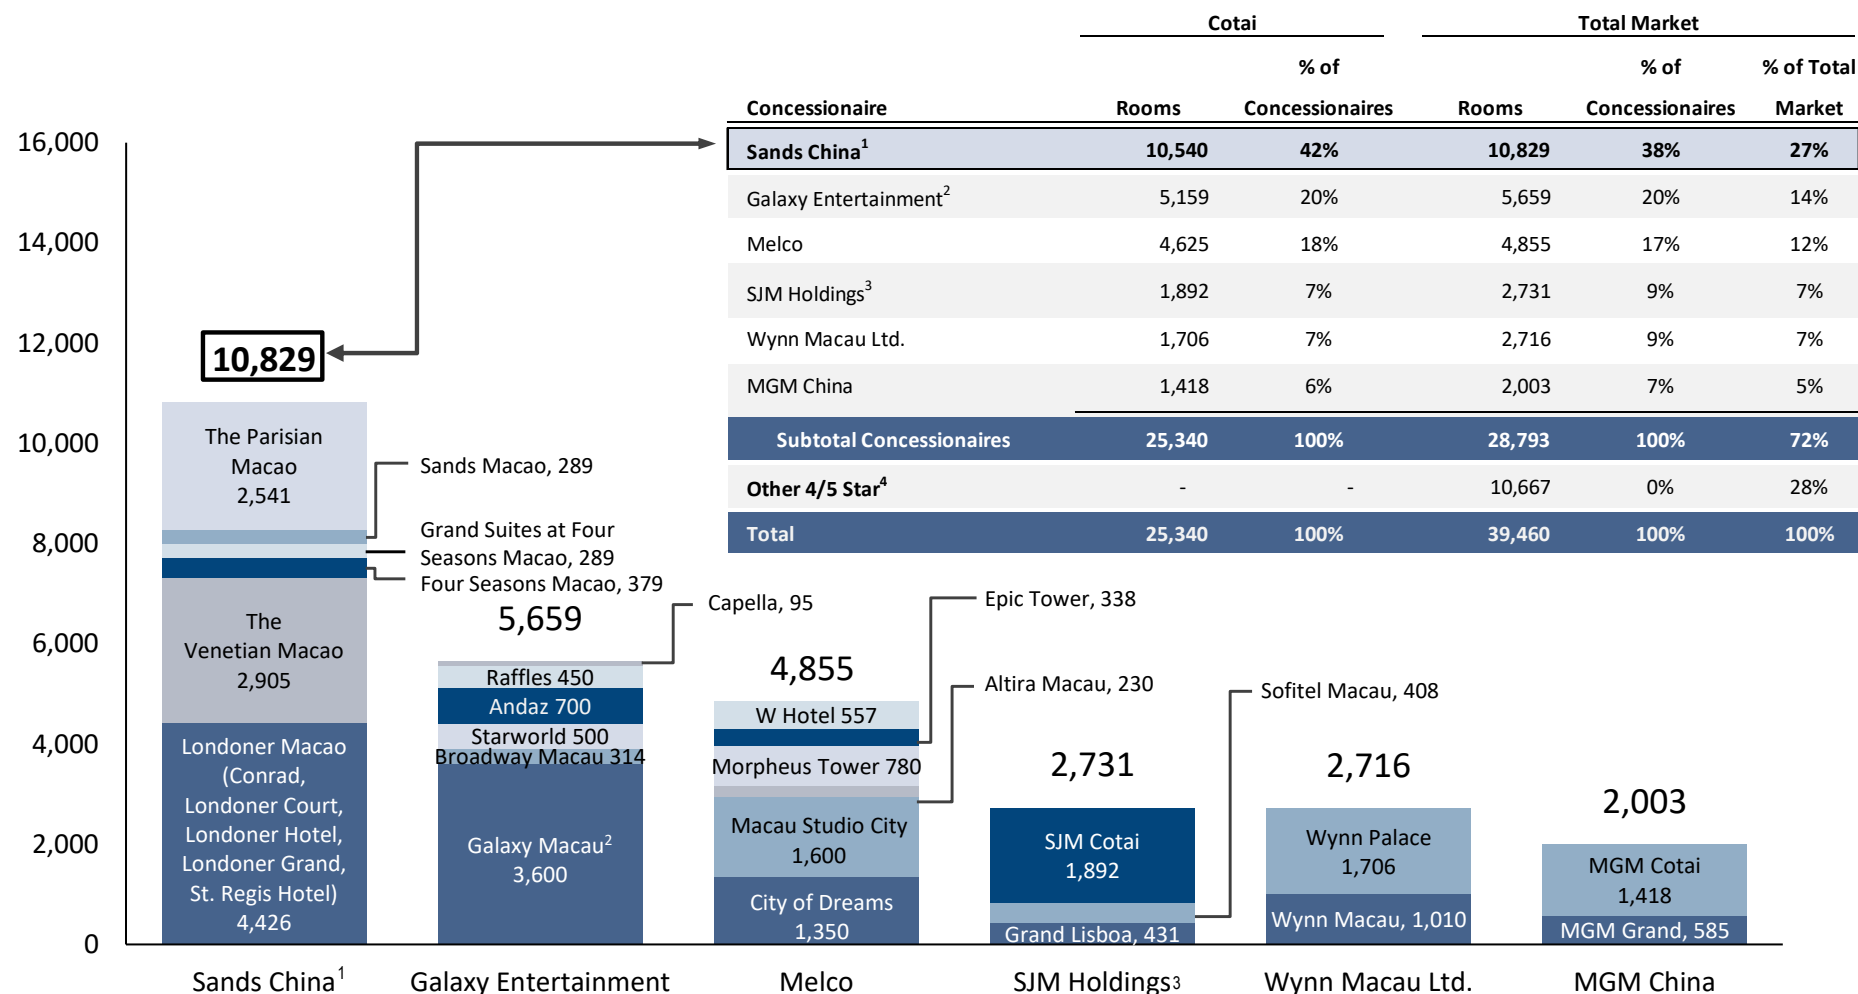 Cotai Total Market
% of % of % of Total
Concessionaire Rooms Concessionaires Rooms Concessionaires Market
Sands China1 10,540 42% 10,829 38% 27%
Galaxy Entertainment2 5,159 20% 5,659 20% 14%
Melco 4,625 18% 4,855 17% 12%
SJM Holdings3 1,892 7% 2,731 9% 7%
Wynn Macau Ltd. 1,706 7% 2,716 9% 7%
MGM China 1,418 6% 2,003 7% 5%
Subtotal Concessionaires 25,340 100% 28,793 100% 72%
Other 4/5 Star4 - - 10,667 0% 28%
Total 25,340 100% 39,460 100% 100%
16,000
14,000
12,000
10,000
8,000
6,000
4,000
2,000
0
10,829
The Parisian
Macao
2,541
Sands Macao, 289
Grand Suites at Four
Seasons Macao, 289
Four Seasons Macao, 379
The
Venetian Macao
2,905
Londoner Macao
(Conrad,
Londoner Court,
Londoner Hotel,
Londoner Grand,
St. Regis Hotel)
4,426
5,659
Capella, 95
Raffles 450
Andaz 700
Starworld 500
Broadway Macau 314
Galaxy Macau2
3,600
4,855
Epic Tower, 338
W Hotel 557
Morpheus Tower 780
Altira Macau, 230
Macau Studio City
1,600
City of Dreams
1,350
2,731
Sofitel Macau, 408
SJM Cotai
1,892
Grand Lisboa, 431
2,716
Wynn Palace
1,706
Wynn Macau, 1,010
2,003
MGM Cotai
1,418
MGM Grand, 585
Sands China1 Galaxy Entertainment Melco SJM Holdings3 Wynn Macau Ltd. MGM China